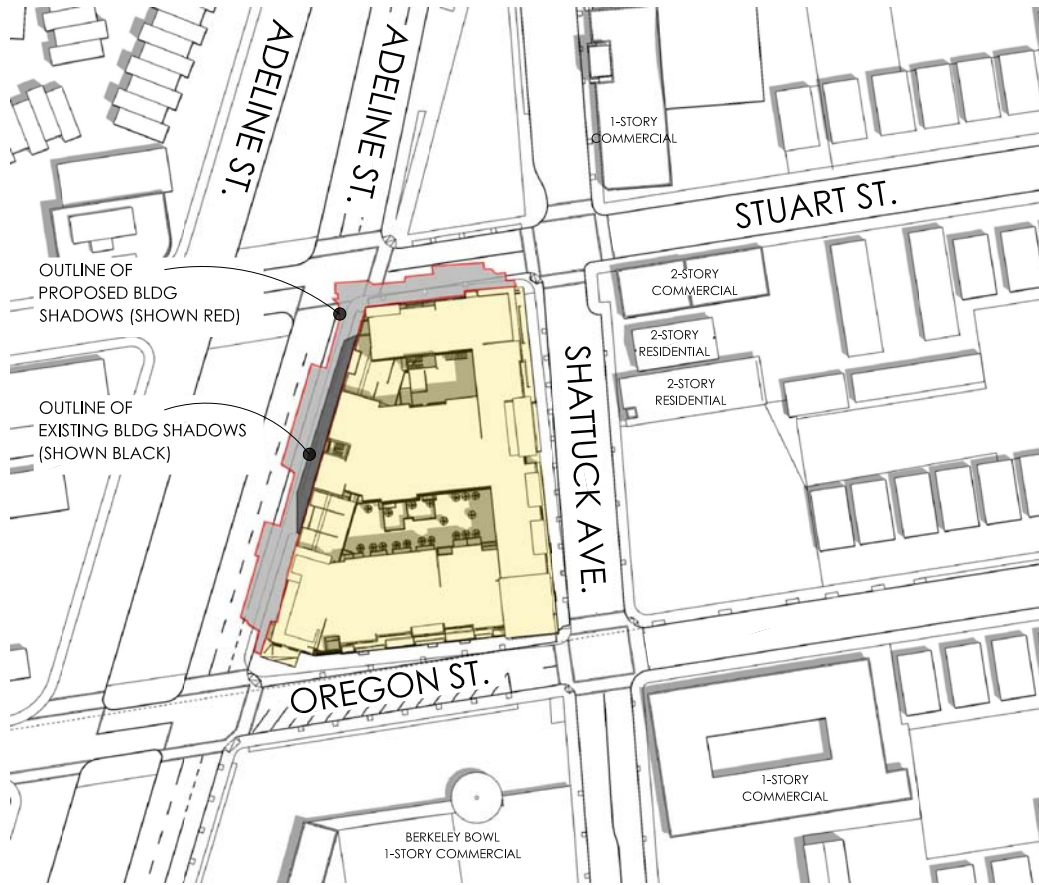 ADELINE ST.
ADELINE ST.
1-STORY
COMMERCIAL
STUART ST.
OUTLINE OF
PROPOSED BLDG
SHADOWS (SHOWN RED)
2-STORY
COMMERCIAL
2-STORY
RESIDENTIAL
2-STORY
RESIDENTIAL
OUTLINE OF
EXISTING BLDG SHADOWS
(SHOWN BLACK)
SHATTUCK AVE.
OREGON ST.
1-STORY
COMMERCIAL
BERKELEY BOWL
1-STORY COMMERCIAL